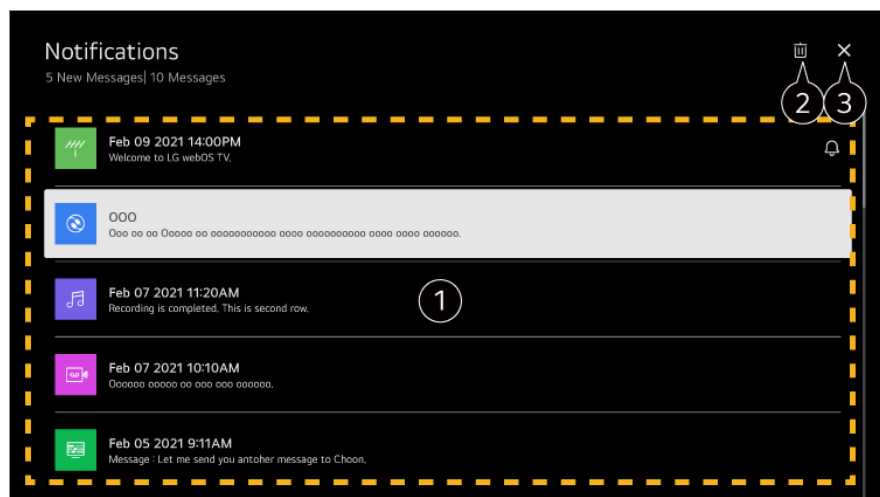 Notifications
5 New Messages| 10 Messages
2 3
Feb 09 2021 14:00PM
Welcome to LG webOS TV.
OOO
Ooo oo oo Ooooo oo ooooooooooo oooo oooooooooo oooo oooo oooooo.
Feb 07 2021 11:20AM
Recording is completed. This is second row.
1
Feb 07 2021 10:10AM
Oooooo ooooo oo ooo ooo oooooo.
Feb 05 2021 9:11AM
Message : Let me send you antoher message to Choon.